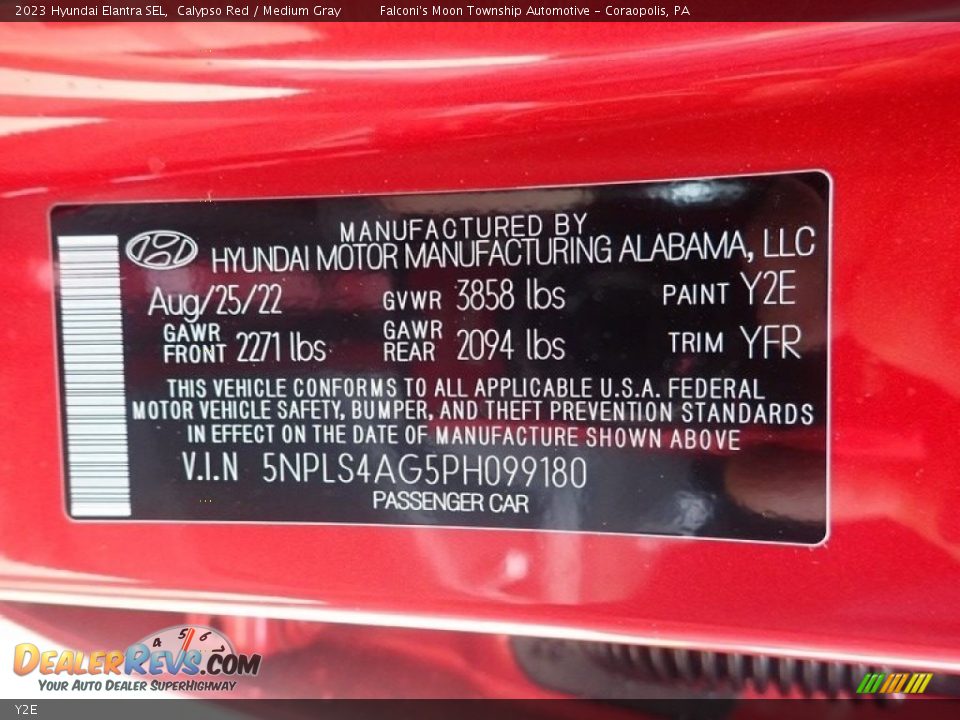 2023 Hyundai Elantra SEL, Calypso Red / Medium Gray Falconi's Moon Township Automotive - Coraopolis, PA
MANUFACTURED BY
HYUNDAI MOTOR MANUFACTURING ALABAMA, LLC
Aug/25/22 GVWR 3858 lbs PAINT Y2E
GAWR FRONT 2271 lbs GAWR REAR 2094 lbs TRIM YFR
THIS VEHICLE CONFORMS TO ALL APPLICABLE U.S.A. FEDERAL
MOTOR VEHICLE SAFETY, BUMPER, AND THEFT PREVENTION STANDARDS
IN EFFECT ON THE DATE OF MANUFACTURE SHOWN ABOVE
V.I.N 5NPLS4AG5PH099180
PASSENGER CAR
4 5 6
DealerRevs.com
Your Auto Dealer SuperHighway
Y2E